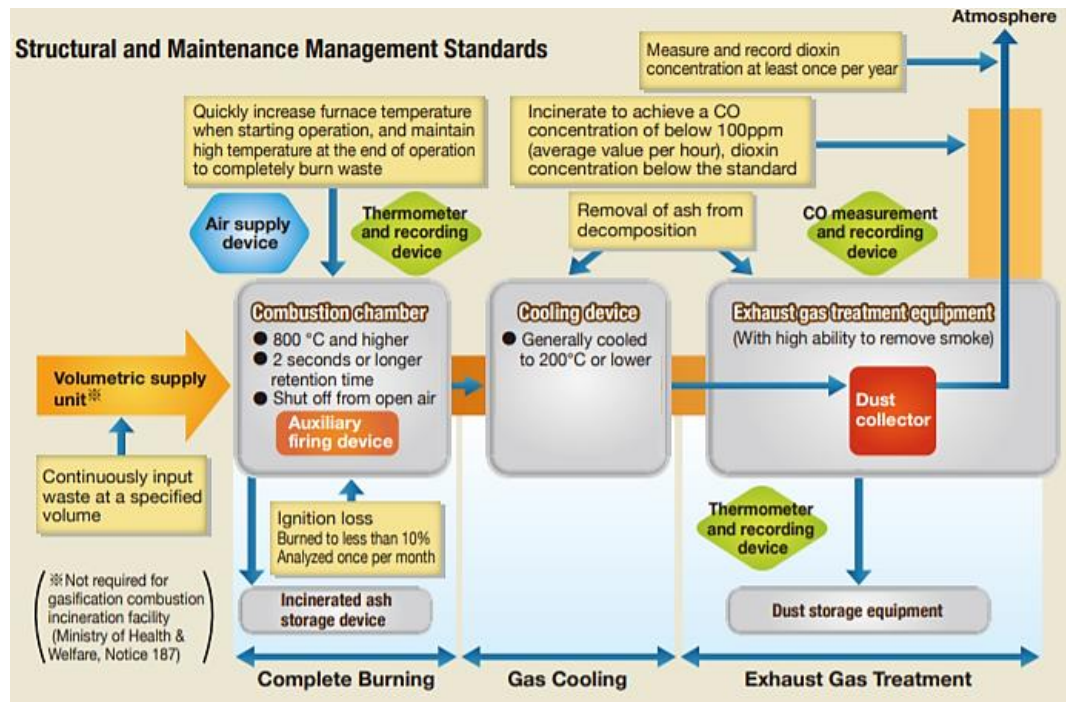 Atmosphere
Structural and Maintenance Management Standards
Measure and record dioxin
concentration at least once per year
Quickly increase furnace temperature
when starting operation, and maintain
high temperature at the end of operation
to completely burn waste
Incinerate to achieve a CO
concentration of below 100ppm
(average value per hour), dioxin
concentration below the standard
Air supply
device
Thermometer
and recording
device
Removal of ash from
decomposition
CO measurement
and recording
device
Combustion chamber
● 800 °C and higher
● 2 seconds or longer
retention time
● Shut off from open air
Auxiliary
firing device
Cooling device
● Generally cooled
to 200°C or lower
Exhaust gas treatment equipment
(With high ability to remove smoke)
Dust
collector
Volumetric supply
unit※
Continuously input
waste at a specified
volume
Ignition loss
Burned to less than 10%
Analyzed once per month
Thermometer
and recording
device
※Not required for
gasification combustion
incineration facility
(Ministry of Health &
Welfare, Notice 187)
Incinerated ash
storage device
Dust storage equipment
Complete Burning
Gas Cooling
Exhaust Gas Treatment